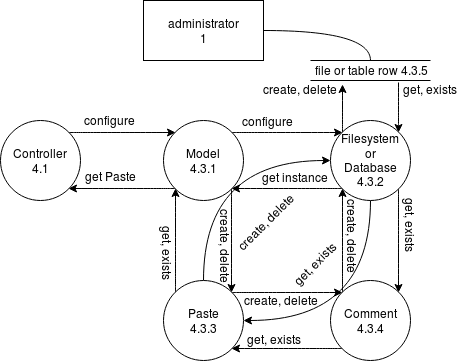 administrator
1
file or table row 4.3.5
create, delete
get, exists
configure
configure
Controller
4.1
Model
4.3.1
Filesystem
or
Database
4.3.2
get Paste
get instance
get, exists
create, delete
create, delete
get, exists
create, delete
get, exists
Paste
4.3.3
create, delete
Comment
4.3.4
get, exists